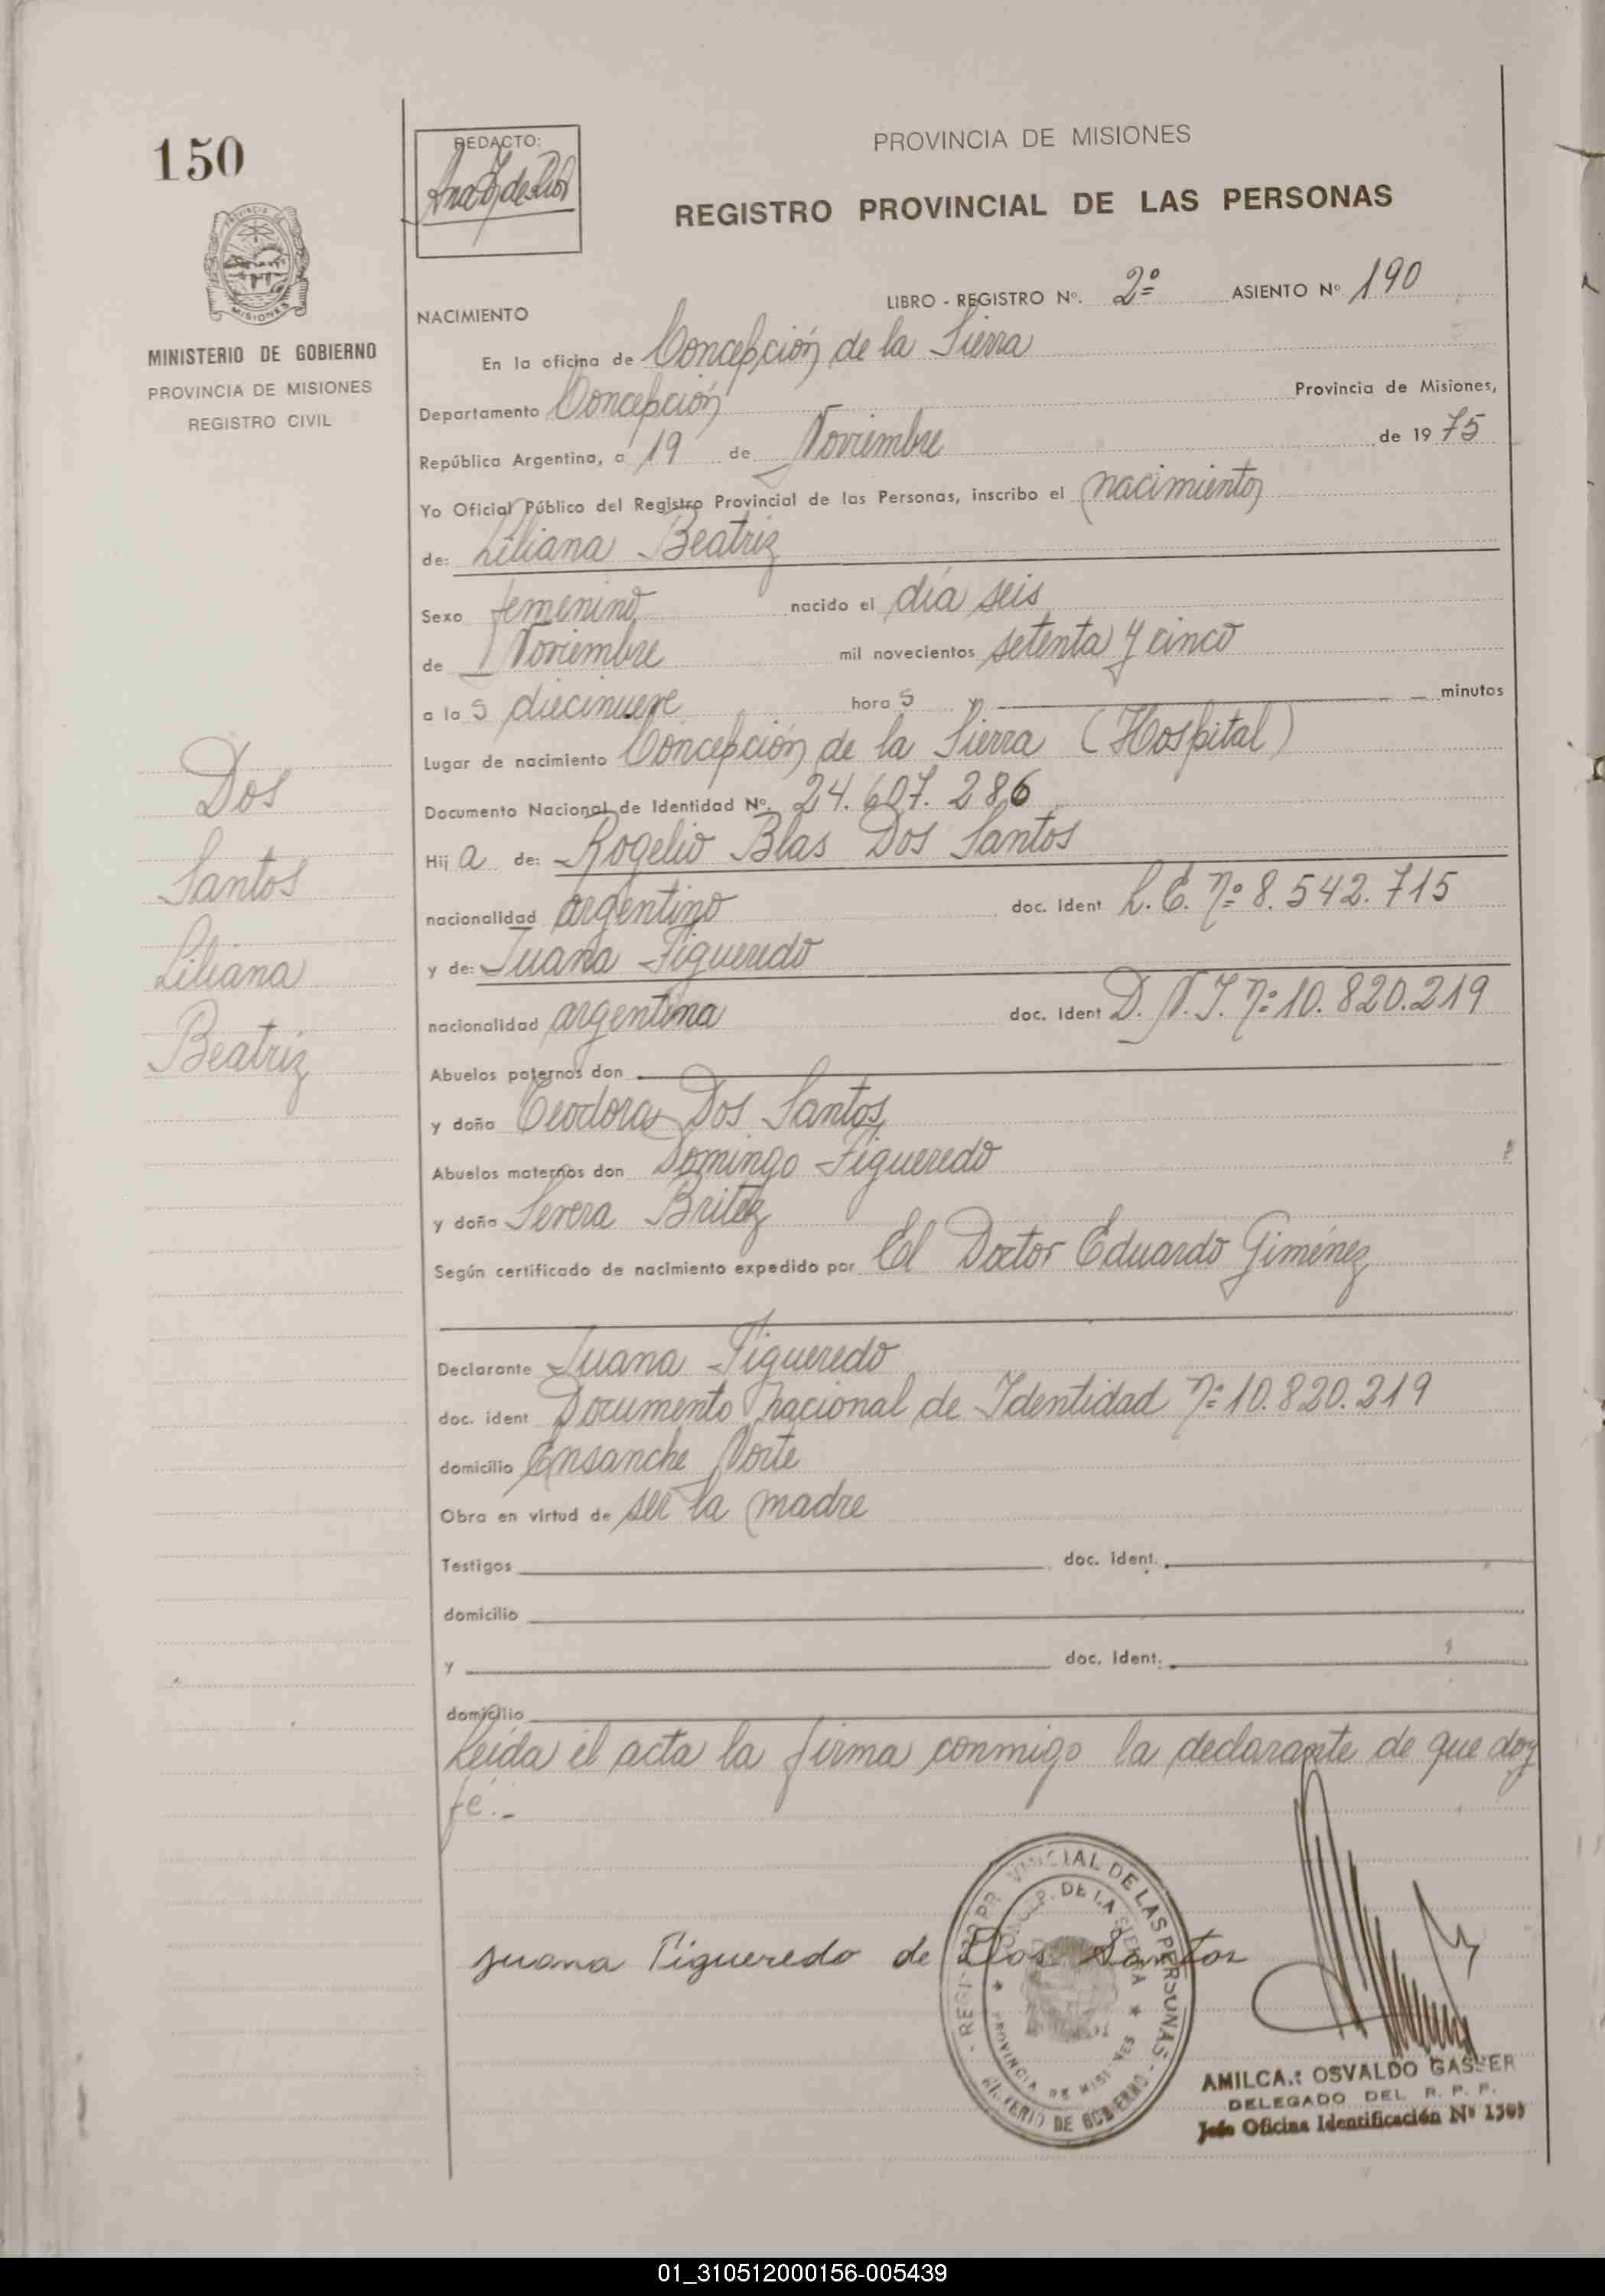 150
REDACTO:
PROVINCIA DE MISIONES
REGISTRO PROVINCIAL DE LAS PERSONAS
MISIONES
MINISTERIO DE GOBIERNO
PROVINCIA DE MISIONES
REGISTRO CIVIL
LIBRO - REGISTRO Nº. 2º ASIENTO Nº 190
NACIMIENTO
En la oficina de Concepción de la Sierra
Departamento Concepción Provincia de Misiones,
República Argentina, a 19 de Noviembre de 1975
Yo Oficial Público del Registro Provincial de las Personas, inscribo el nacimiento
de: Liliana Beatriz
Sexo femenino nacido el día seis
de Noviembre mil novecientos setenta y cinco
a las diecinueve horas y minutos
Lugar de nacimiento Concepción de la Sierra (Hospital)
Documento Nacional de Identidad Nº. 24.607.286
Hija de: Rogelio Blas Dos Santos
nacionalidad argentino doc. ident L.E. nº 8.542.715
y de: Juana Figueredo
nacionalidad argentina doc. ident D.N.I. nº 10.820.219
Abuelos paternos don
y doña Teodora Dos Santos
Abuelos maternos don Domingo Figueredo
y doña Severa Britez
Según certificado de nacimiento expedido por El Doctor Eduardo Giménez
Declarante Juana Figueredo
doc. ident Documento nacional de Identidad nº 10.820.219
domicilio Ensanche Norte
Obra en virtud de ser la madre
Testigos doc. ident.
domicilio
y doc. ident.
domicilio
Leída el acta la firma conmigo la declarante de que doy
fé.-
Dos
Santos
Liliana
Beatriz
Juana Figueredo de Dos Santos
DE LAS PERSONAS
DE LA SIERRA
PROVINCIA DE MISIONES
DE GOBIERNO
OSVALDO GASSER
DELEGADO DEL R. P. P.
Jefe Oficina Identificación Nº
01_310512000156-005439